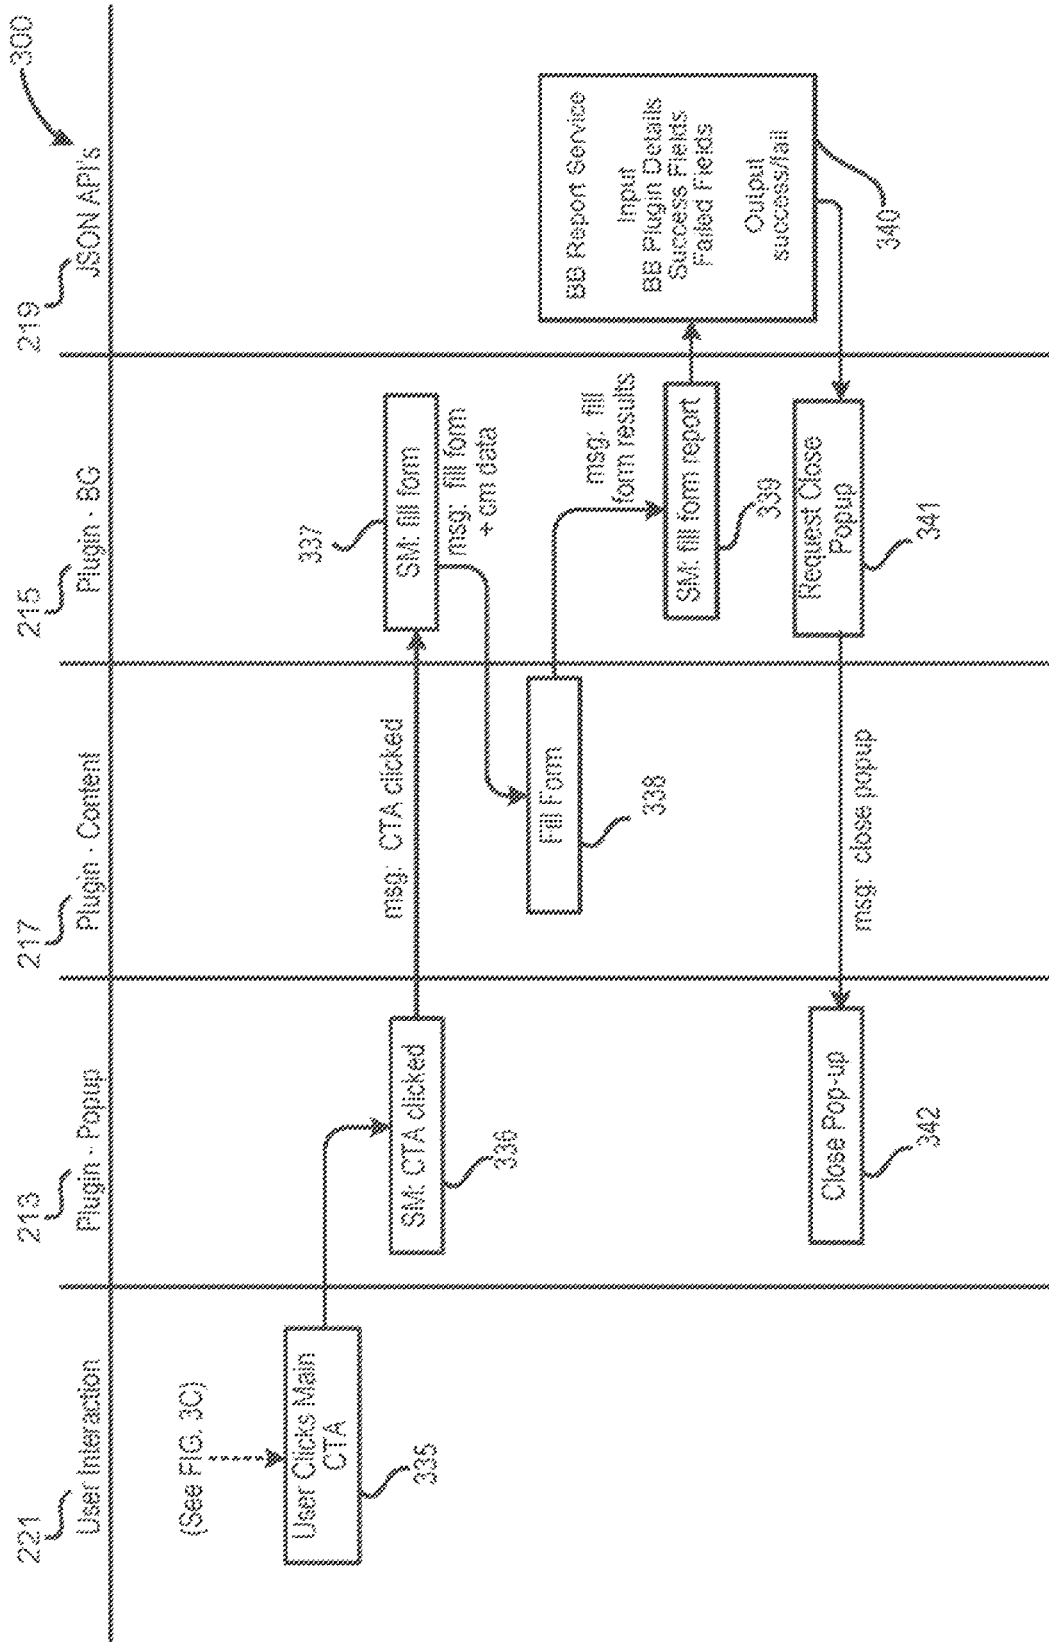 300
221
213
217
215
219
User Interaction
Plugin - Popup
Plugin - Content
Plugin - BG
JSON API's
(See FIG. 3C)
User Clicks Main
CTA
335
SM: CTA clicked
336
msg: CTA clicked
337
SM: fill form
msg: fill form
+cm data
Fill Form
338
msg: fill
form results
SM: fill form report
339
BB Report Service
Input
BB Plugin Details
Success Fields
Failed Fields
Output
success/fail
340
Request Close
Popup
341
msg: close popup
Close Pop-up
342